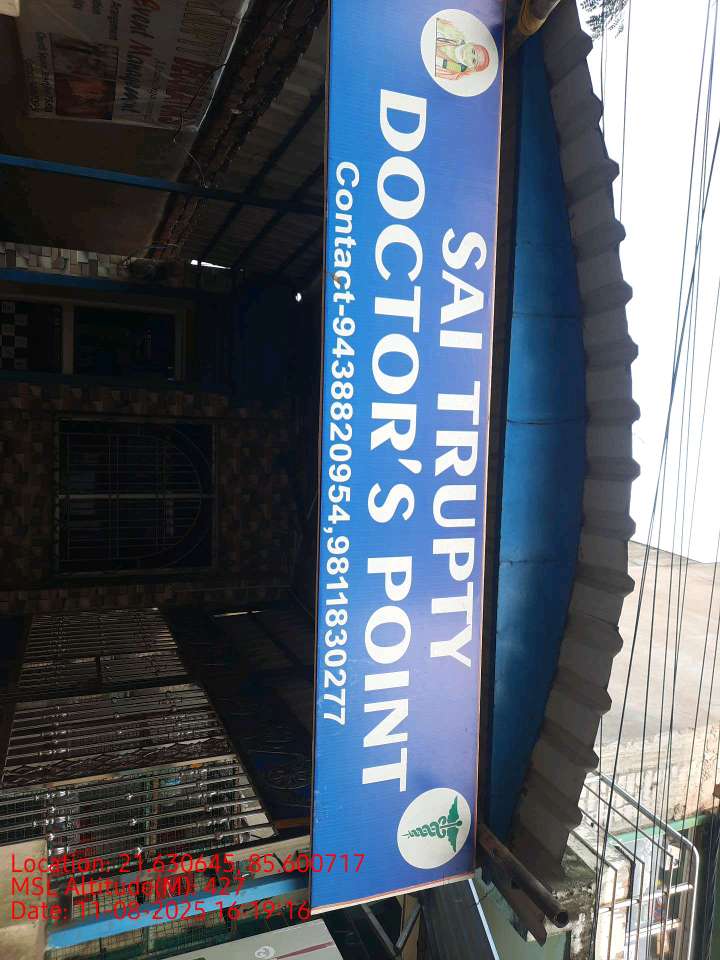 SAI TRUPTY
DOCTOR'S POINT
Contact-9438820954,9811830277
Location: 21.630645, 85.600717
MSL Altitude(M): 427
Date: 11-08-2025 16:19:16